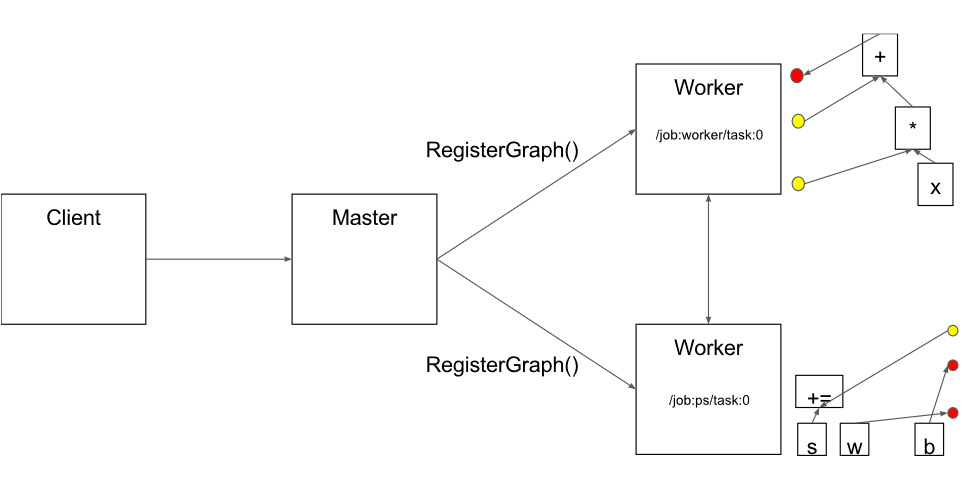 Client
Master
RegisterGraph()
RegisterGraph()
Worker
/job:worker/task:0
+
*
x
Worker
/job:ps/task:0
+=
s
w
b